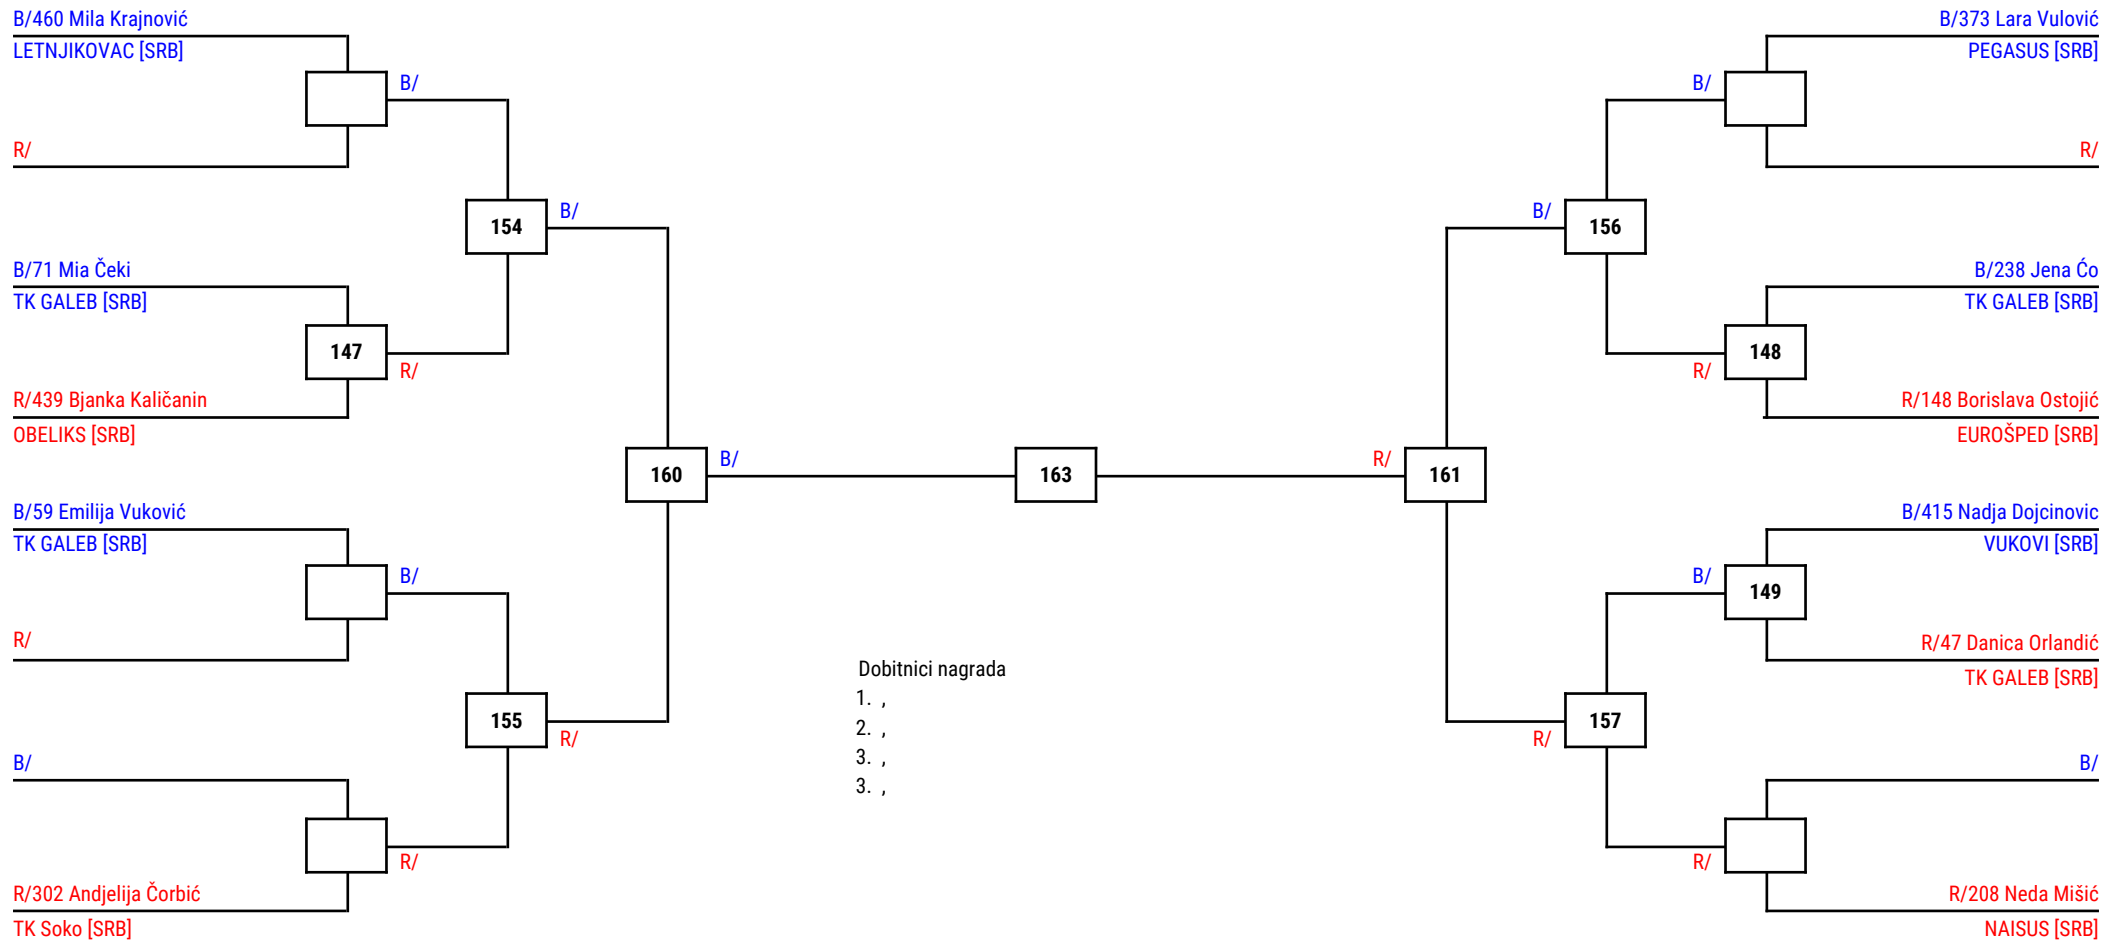 B/460 Mila Krajnović
LETNJIKOVAC [SRB]
B/
R/
154
B/
B/71 Mia Čeki
TK GALEB [SRB]
147
R/
R/439 Bjanka Kaličanin
OBELIKS [SRB]
160
B/
B/59 Emilija Vuković
TK GALEB [SRB]
B/
R/
155
R/
B/
R/
R/302 Andjelija Čorbić
TK Soko [SRB]
163
Dobitnici nagrada
1. ,
2. ,
3. ,
3. ,
B/373 Lara Vulović
PEGASUS [SRB]
B/
R/
B/
156
B/238 Jena Ćo
TK GALEB [SRB]
148
R/
R/148 Borislava Ostojić
EUROŠPED [SRB]
R/
161
B/415 Nadja Dojcinovic
VUKOVI [SRB]
B/
149
R/47 Danica Orlandić
TK GALEB [SRB]
157
R/
B/
R/
R/208 Neda Mišić
NAISUS [SRB]